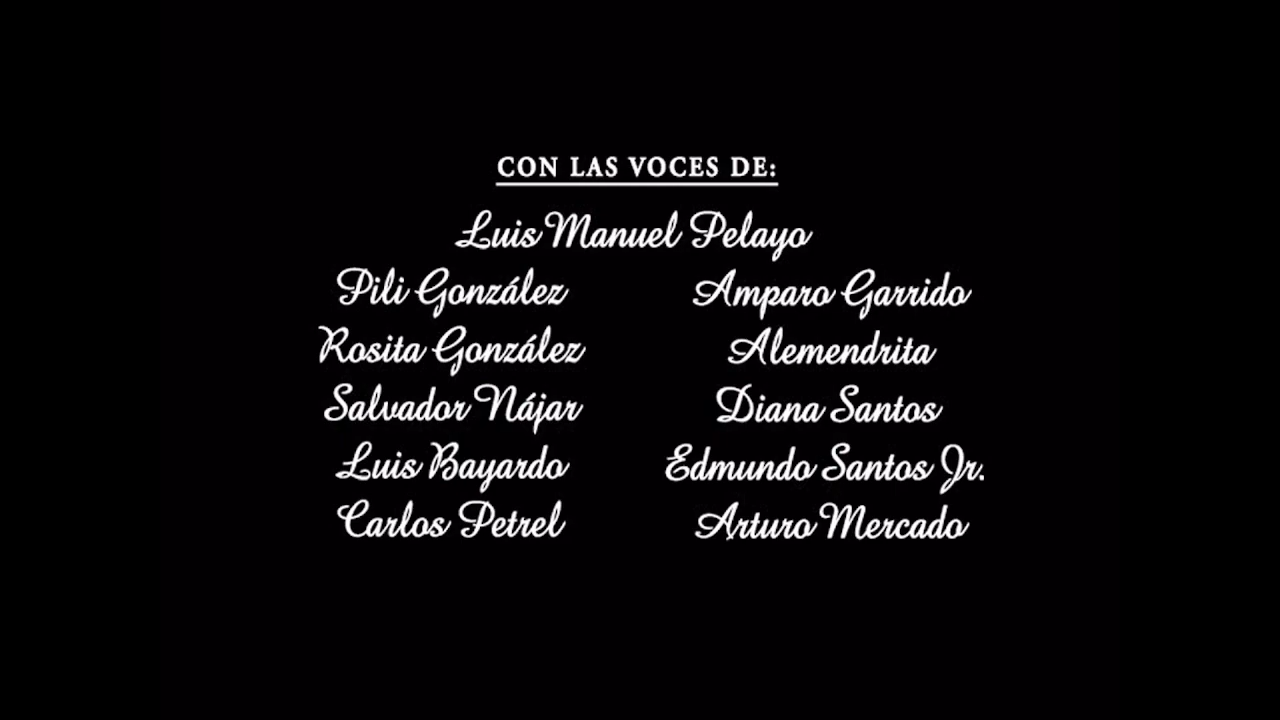 CON LAS VOCES DE:
Luis Manuel Pelayo
Pili González Amparo Garrido
Rosita González Alemendrita
Salvador Nájar Diana Santos
Luis Bayardo Edmundo Santos Jr.
Carlos Petrel Arturo Mercado